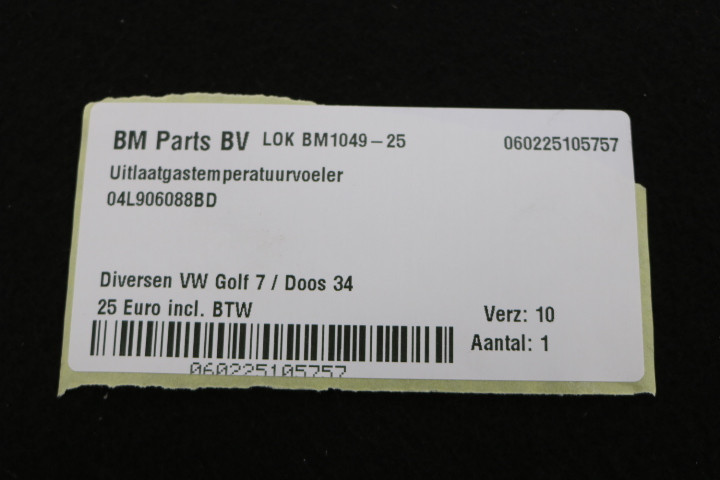 BM Parts BV LOK BM1049-25 060225105757
Uitlaatgastemperatuurvoeler
04L906088BD
Diversen VW Golf 7 / Doos 34
25 Euro incl. BTW
Verz: 10
Aantal: 1
060225105757